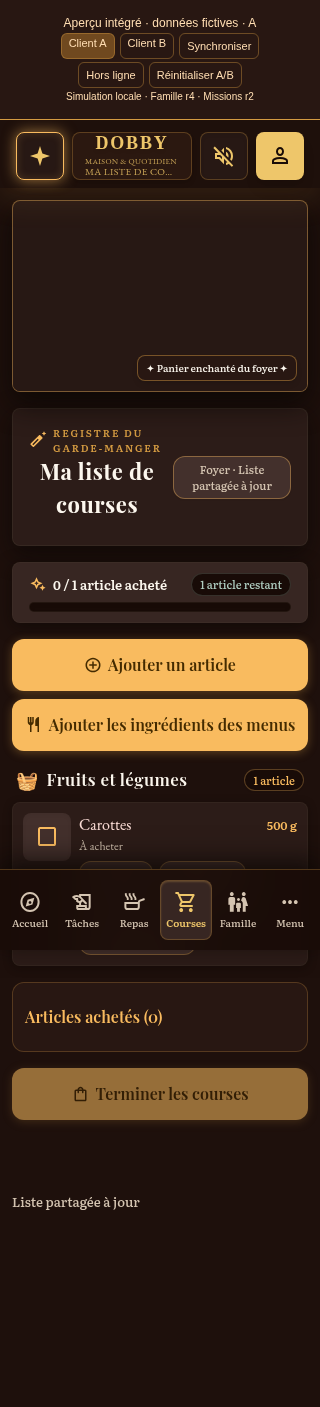 Aperçu intégré · données fictives · A
Client A
Client B
Synchroniser
Hors ligne
Réinitialiser A/B
Simulation locale · Famille r4 · Missions r2
DOBBY
MAISON & QUOTIDIEN
MA LISTE DE CO…
✦ Panier enchanté du foyer ✦
REGISTRE DU
GARDE-MANGER
Ma liste de
courses
Foyer · Liste
partagée à jour
0 / 1 article acheté
1 article restant
Ajouter un article
Ajouter les ingrédients des menus
Fruits et légumes
1 article
Carottes
500 g
À acheter
Accueil
Tâches
Repas
Courses
Famille
Menu
Articles achetés (0)
Terminer les courses
Liste partagée à jour